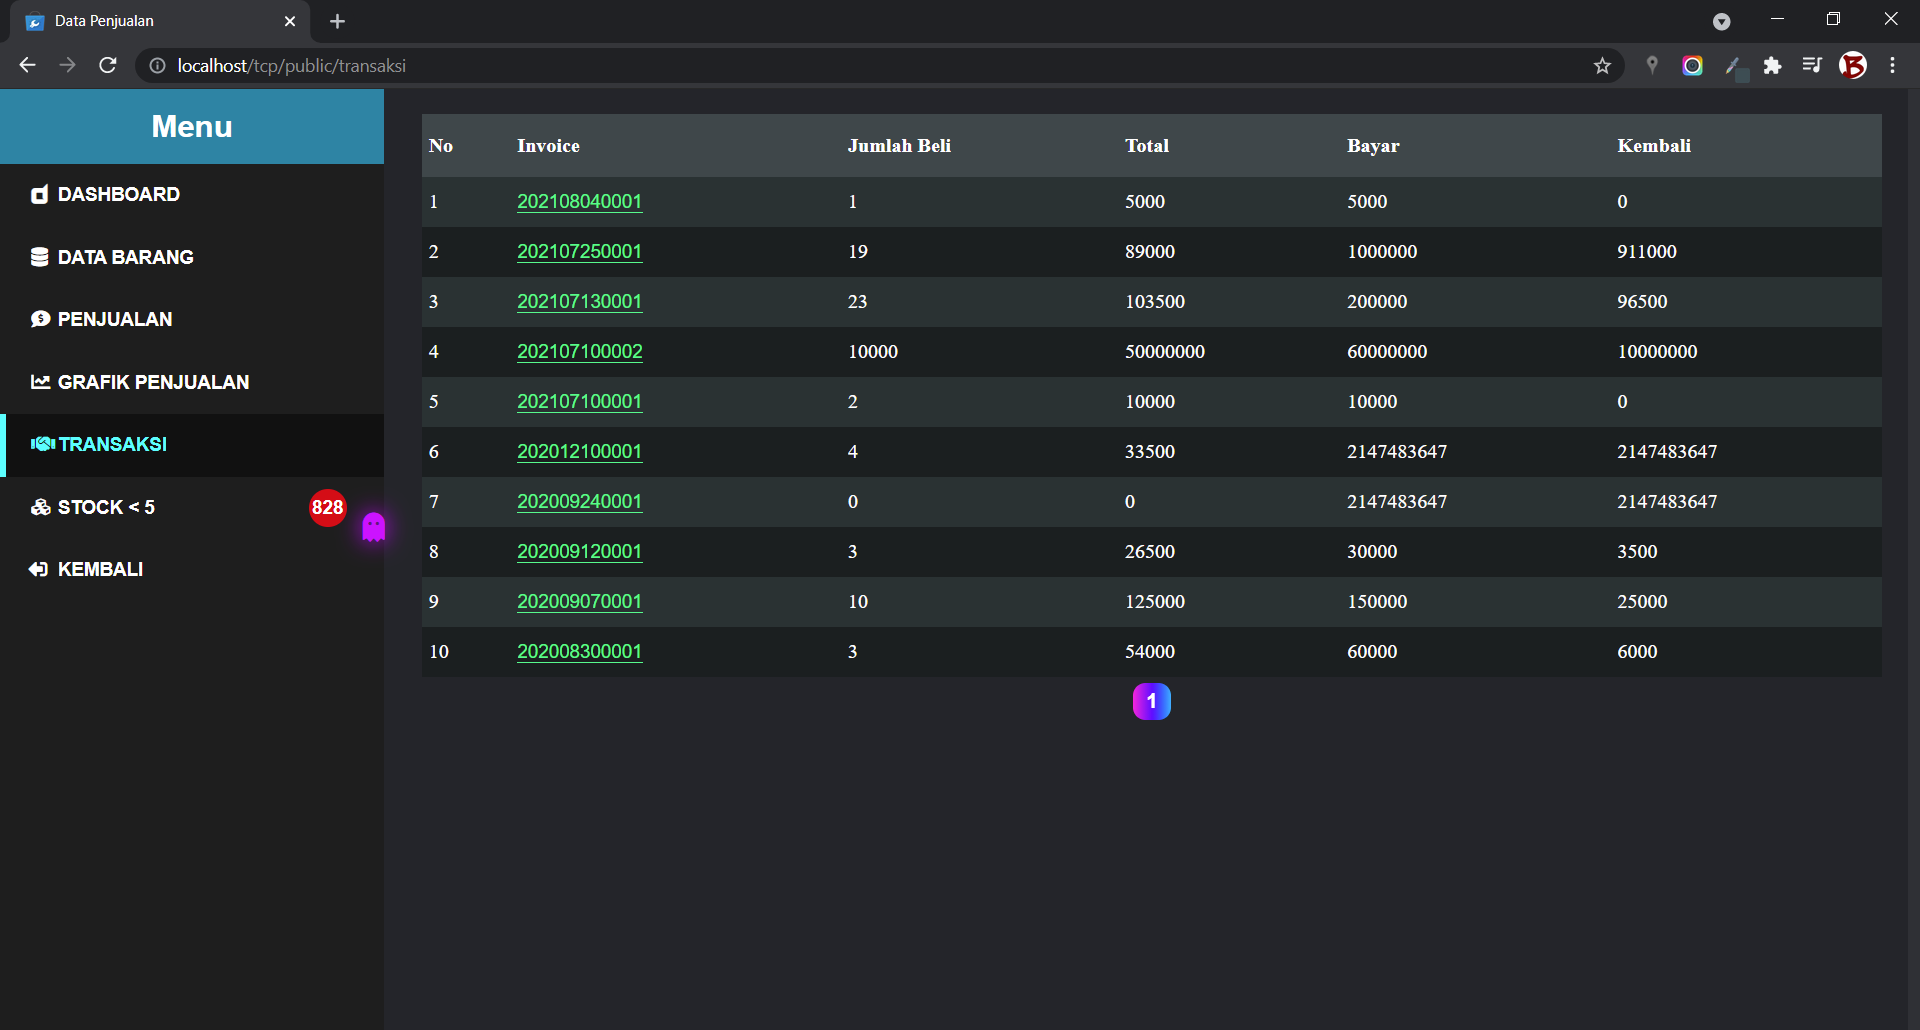 Data Penjualan
localhost/tcp/public/transaksi
Menu
DASHBOARD
DATA BARANG
PENJUALAN
GRAFIK PENJUALAN
TRANSAKSI
STOCK < 5 828
KEMBALI
No Invoice Jumlah Beli Total Bayar Kembali
1 202108040001 1 5000 5000 0
2 202107250001 19 89000 1000000 911000
3 202107130001 23 103500 200000 96500
4 202107100002 10000 50000000 60000000 10000000
5 202107100001 2 10000 10000 0
6 202012100001 4 33500 2147483647 2147483647
7 202009240001 0 0 2147483647 2147483647
8 202009120001 3 26500 30000 3500
9 202009070001 10 125000 150000 25000
10 202008300001 3 54000 60000 6000
1